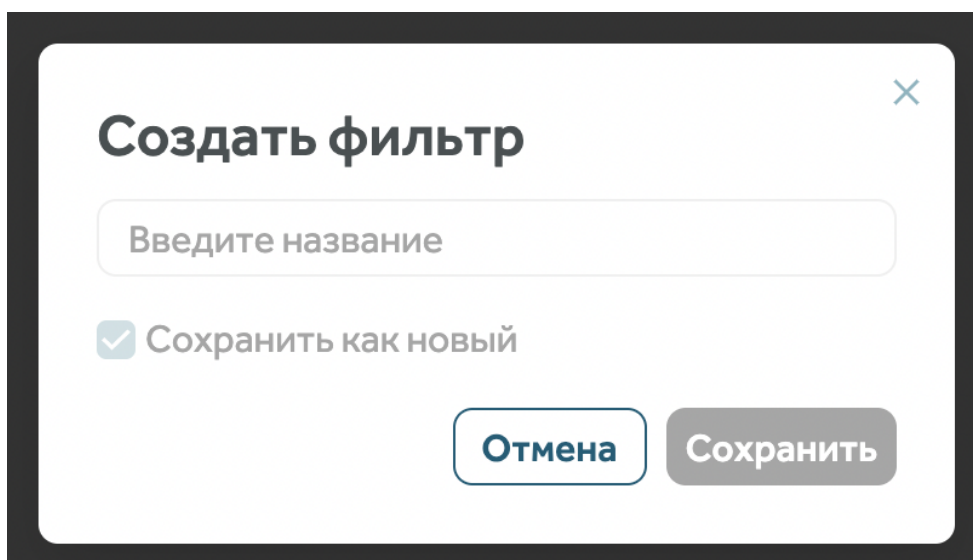 Создать фильтр
Введите название
Сохранить как новый
Отмена Сохранить